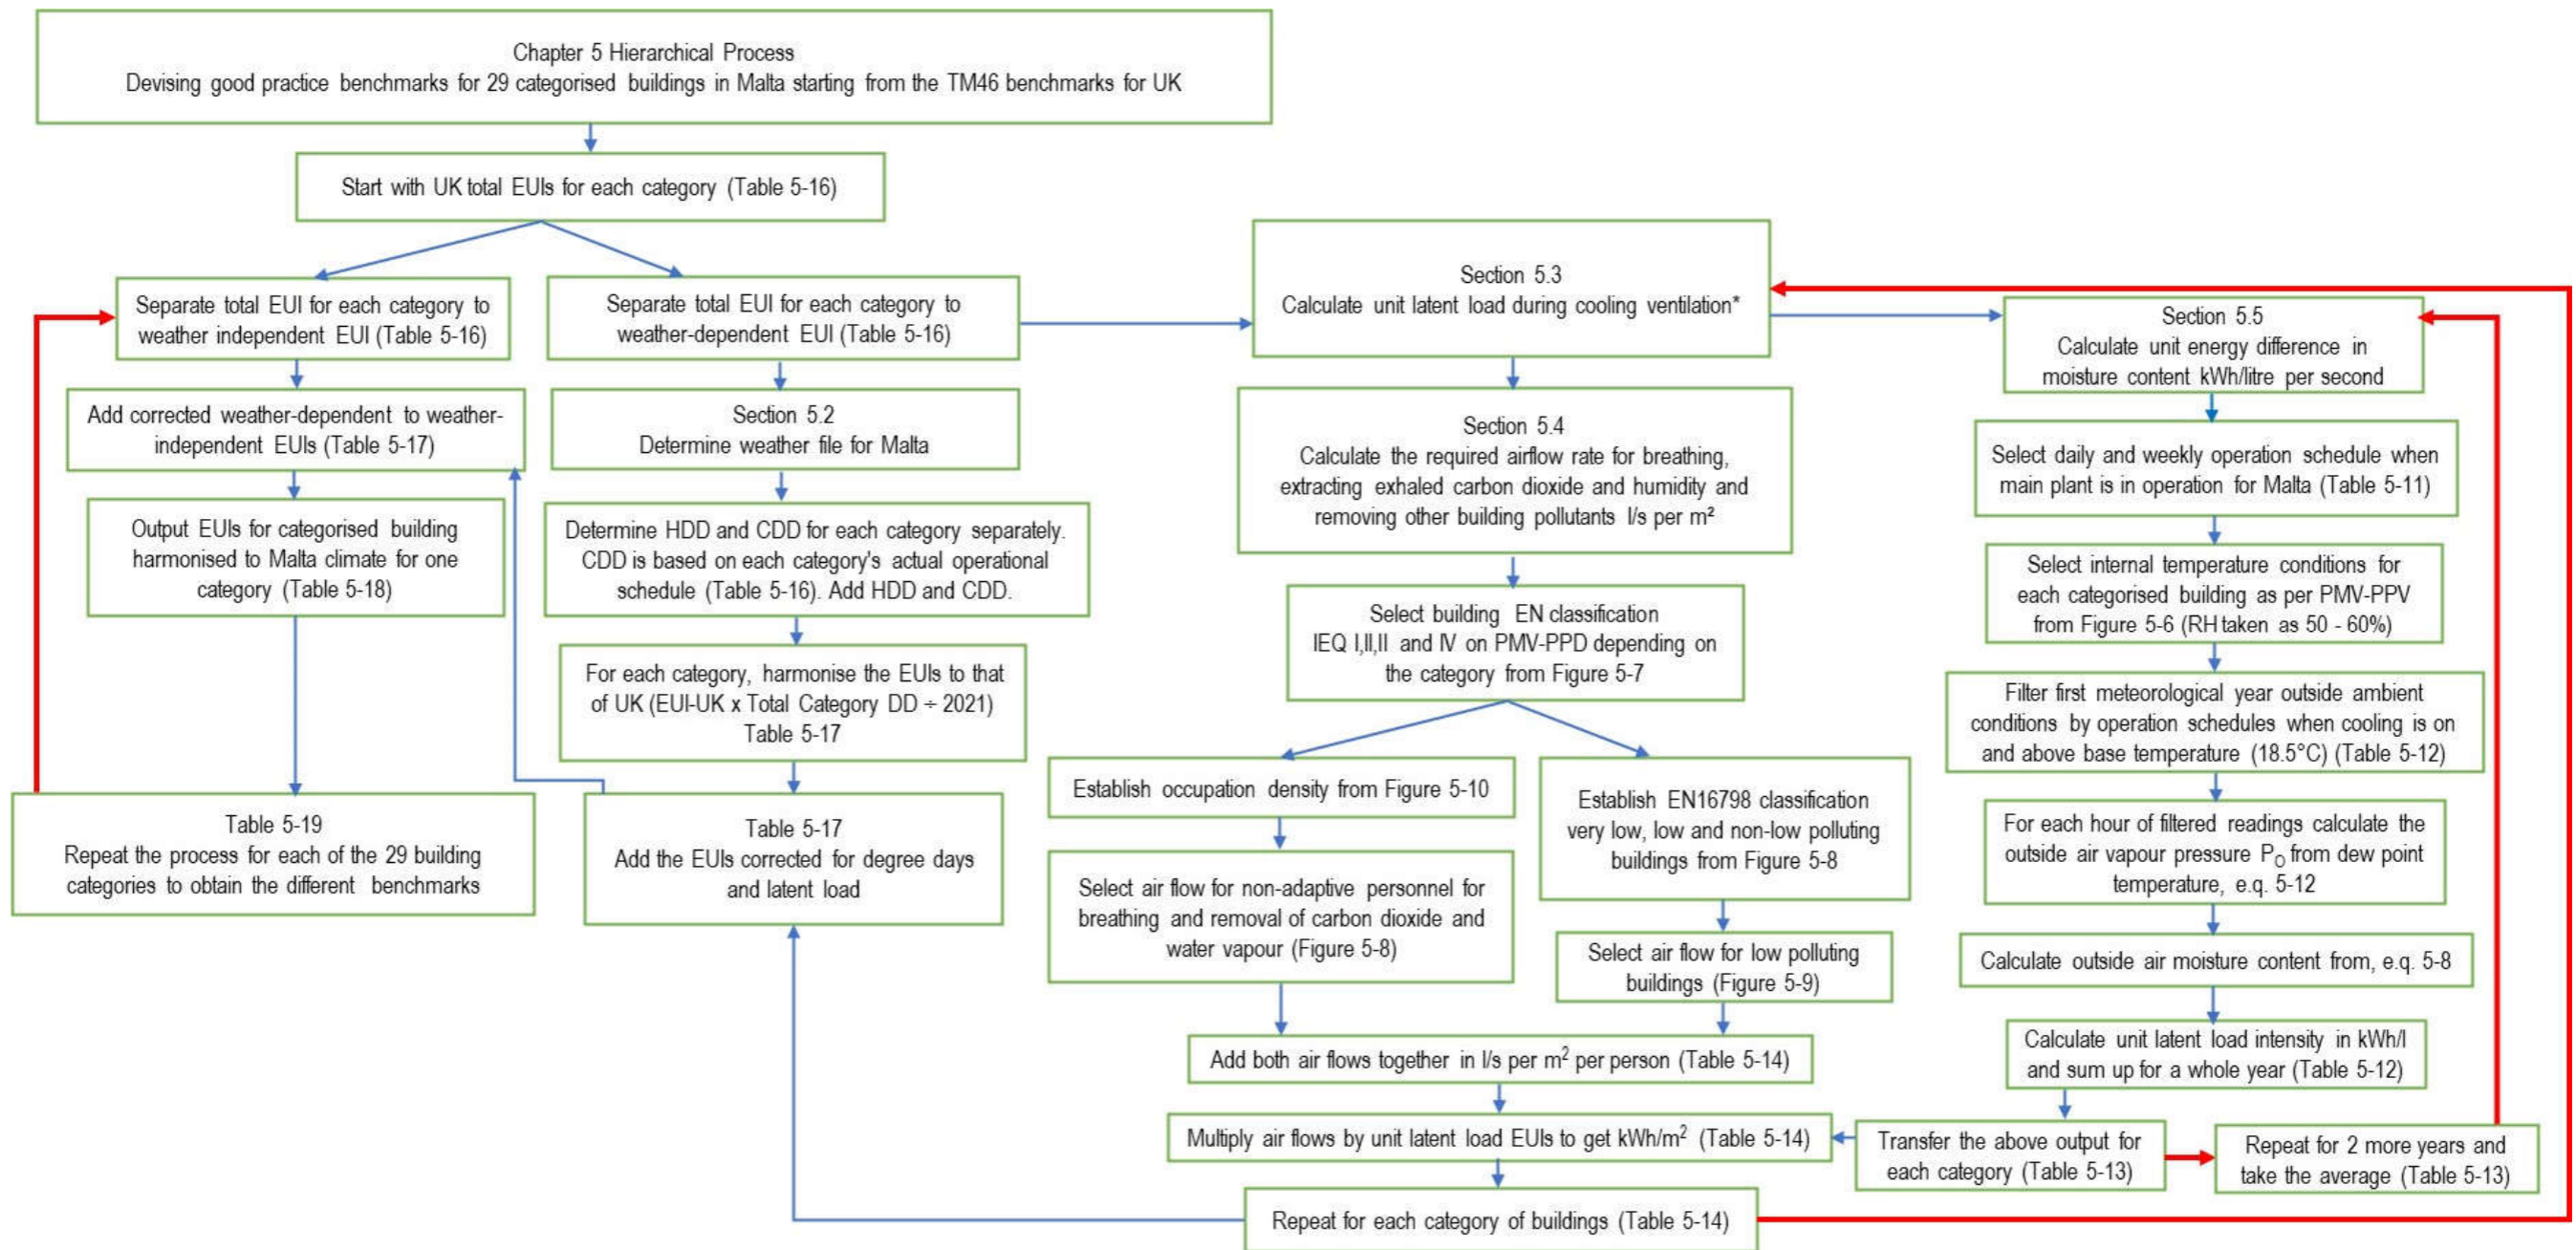 Chapter 5 Hierarchical Process
Devising good practice benchmarks for 29 categorised buildings in Malta starting from the TM46 benchmarks for UK
Start with UK total EUIs for each category (Table 5-16)
Separate total EUI for each category to
weather independent EUI (Table 5-16)
Add corrected weather-dependent to weather-
independent EUIs (Table 5-17)
Output EUIs for categorised building
harmonised to Malta climate for one
category (Table 5-18)
Table 5-19
Repeat the process for each of the 29 building
categories to obtain the different benchmarks
Separate total EUI for each category to
weather-dependent EUI (Table 5-16)
Section 5.2
Determine weather file for Malta
Determine HDD and CDD for each category separately.
CDD is based on each category's actual operational
schedule (Table 5-16). Add HDD and CDD.
For each category, harmonise the EUIs to that
of UK (EUI-UK x Total Category DD ÷ 2021)
Table 5-17
Table 5-17
Add the EUIs corrected for degree days
and latent load
Section 5.3
Calculate unit latent load during cooling ventilation*
Section 5.4
Calculate the required airflow rate for breathing,
extracting exhaled carbon dioxide and humidity and
removing other building pollutants l/s per m²
Select building EN classification
IEQ I,II,II and IV on PMV-PPD depending on
the category from Figure 5-7
Establish occupation density from Figure 5-10
Select air flow for non-adaptive personnel for
breathing and removal of carbon dioxide and
water vapour (Figure 5-8)
Establish EN16798 classification
very low, low and non-low polluting
buildings from Figure 5-8
Select air flow for low polluting
buildings (Figure 5-9)
Add both air flows together in l/s per m² per person (Table 5-14)
Multiply air flows by unit latent load EUIs to get kWh/m² (Table 5-14)
Repeat for each category of buildings (Table 5-14)
Section 5.5
Calculate unit energy difference in
moisture content kWh/litre per second
Select daily and weekly operation schedule when
main plant is in operation for Malta (Table 5-11)
Select internal temperature conditions for
each categorised building as per PMV-PPV
from Figure 5-6 (RH taken as 50 - 60%)
Filter first meteorological year outside ambient
conditions by operation schedules when cooling is on
and above base temperature (18.5°C) (Table 5-12)
For each hour of filtered readings calculate the
outside air vapour pressure P₀ from dew point
temperature, e.q. 5-12
Calculate outside air moisture content from, e.q. 5-8
Calculate unit latent load intensity in kWh/l
and sum up for a whole year (Table 5-12)
Transfer the above output for
each category (Table 5-13)
Repeat for 2 more years and
take the average (Table 5-13)